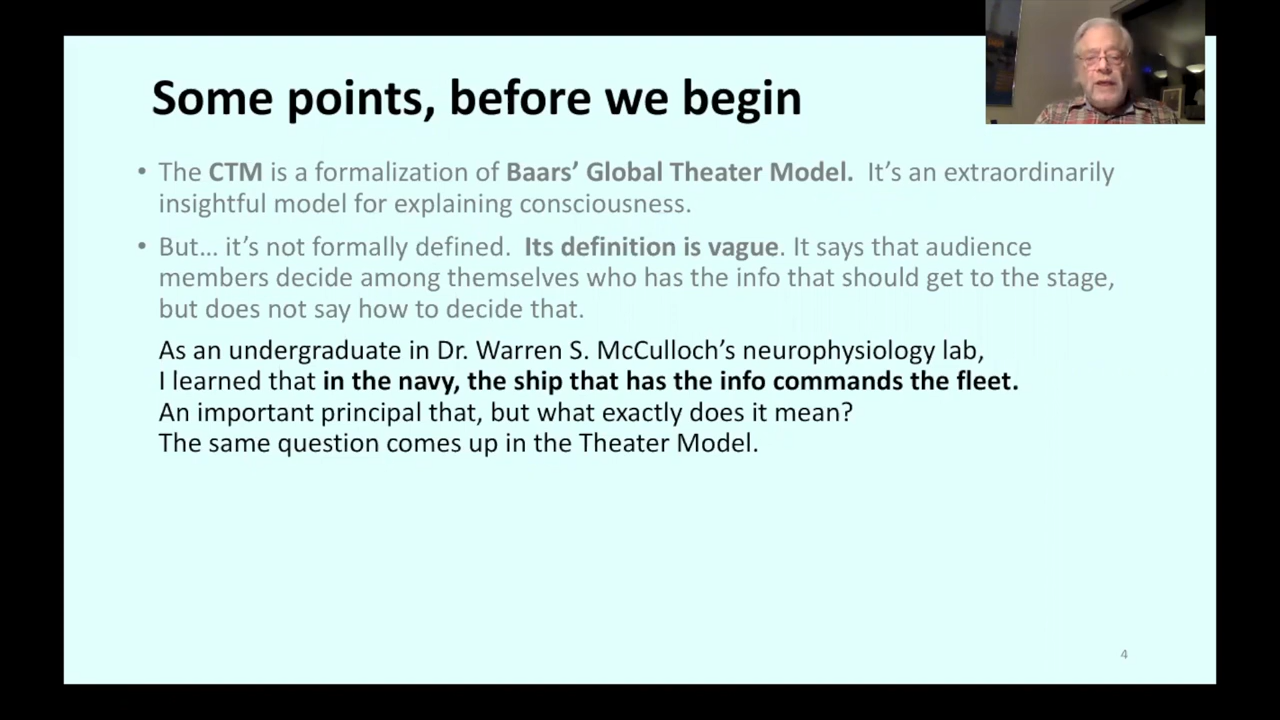 Some points, before we begin
• The CTM is a formalization of Baars’ Global Theater Model. It’s an extraordinarily
insightful model for explaining consciousness.
• But… it’s not formally defined. Its definition is vague. It says that audience
members decide among themselves who has the info that should get to the stage,
but does not say how to decide that.
As an undergraduate in Dr. Warren S. McCulloch’s neurophysiology lab,
I learned that in the navy, the ship that has the info commands the fleet.
An important principal that, but what exactly does it mean?
The same question comes up in the Theater Model.
4